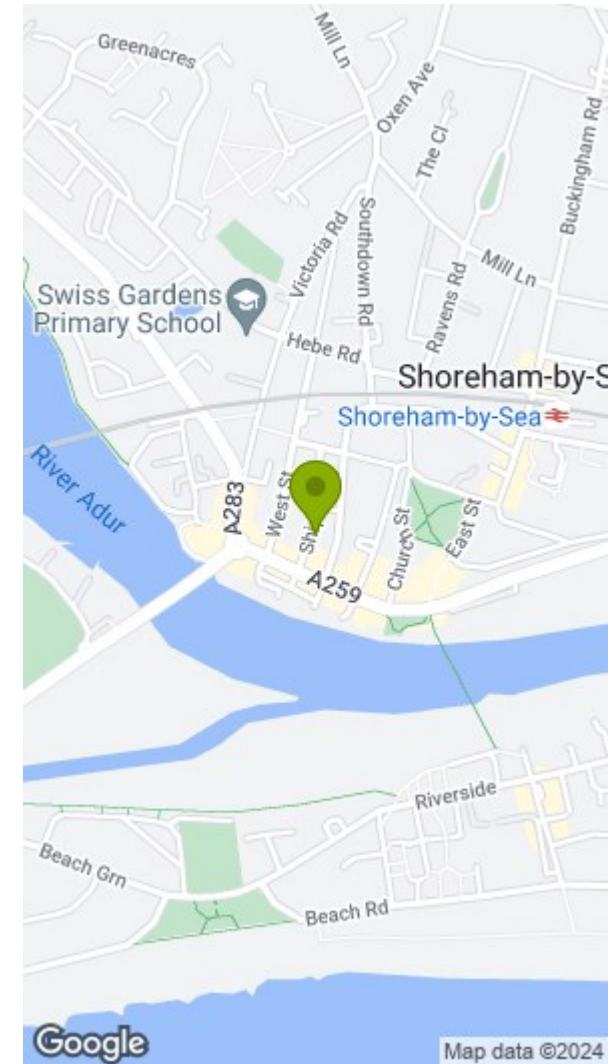 Greenacres
Mill Ln
Oxen Ave
The Cl
Buckingham Rd
Victoria Rd
Southdown Rd
Ravens Rd
Mill Ln
Swiss Gardens
Primary School
Hebe Rd
Shoreham-by-S
Shoreham-by-Sea
River Adur
A283
West St
Shi
Church St
East St
A259
Riverside
Beach Grn
Beach Rd
Google
Map data ©2024